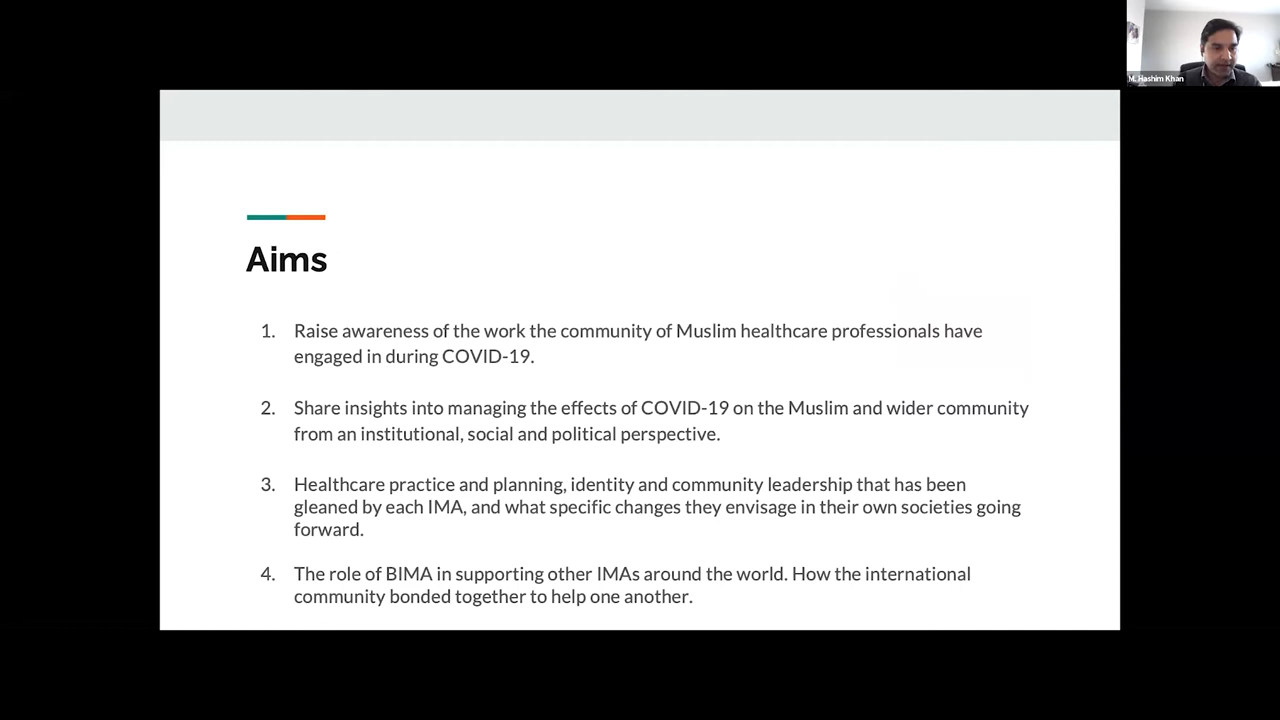 M. Hashim Khan
Aims
1. Raise awareness of the work the community of Muslim healthcare professionals have
engaged in during COVID-19.
2. Share insights into managing the effects of COVID-19 on the Muslim and wider community
from an institutional, social and political perspective.
3. Healthcare practice and planning, identity and community leadership that has been
gleaned by each IMA, and what specific changes they envisage in their own societies going
forward.
4. The role of BIMA in supporting other IMAs around the world. How the international
community bonded together to help one another.